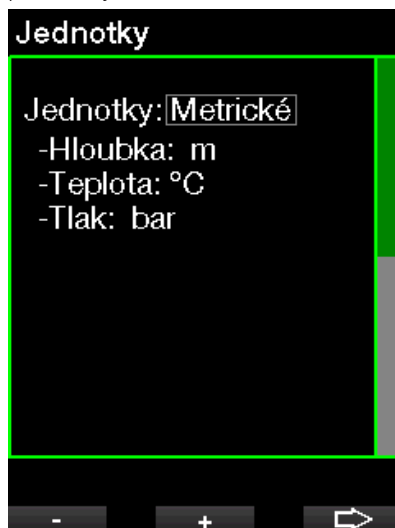 Jednotky
Jednotky: Metrické
-Hloubka: m
-Teplota: °C
-Tlak: bar
- + ⇨